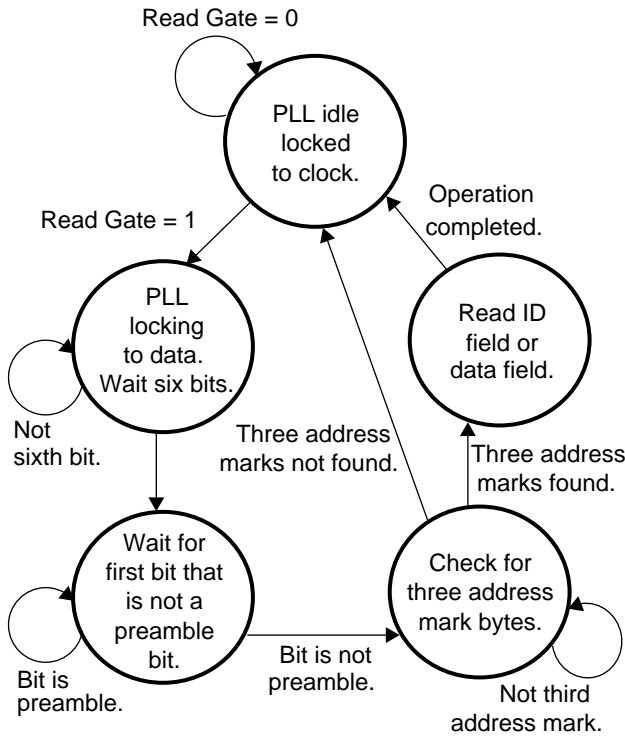 Read Gate = 0
PLL idle
locked
to clock.
Operation
completed.
Read Gate = 1
PLL
locking
to data.
Wait six bits.
Read ID
field or
data field.
Not
sixth bit.
Three address
marks not found.
Three address
marks found.
Wait for
first bit that
is not a
preamble
bit.
Check for
three address
mark bytes.
Bit is
preamble.
Bit is not
preamble.
Not third
address mark.